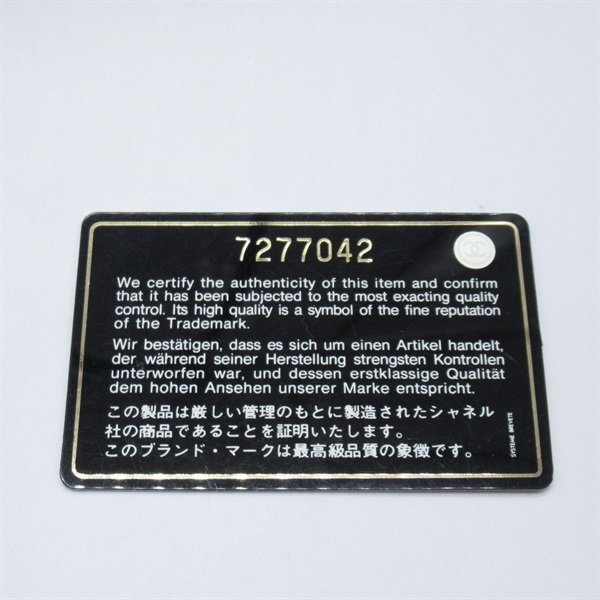 7277042
We certify the authenticity of this item and confirm
that it has been subjected to the most exacting quality
control. Its high quality is a symbol of the fine reputation
of the Trademark.
Wir bestätigen, dass es sich um einen Artikel handelt,
der während seiner Herstellung strengsten Kontrollen
unterworfen war, und dessen erstklassige Qualität
dem hohen Ansehen unserer Marke entspricht.
この製品は厳しい管理のもとに製造されたシャネル
社の商品であることを証明いたします。
このブランド・マークは最高級品質の象徴です。
SYSTEME BREVETE